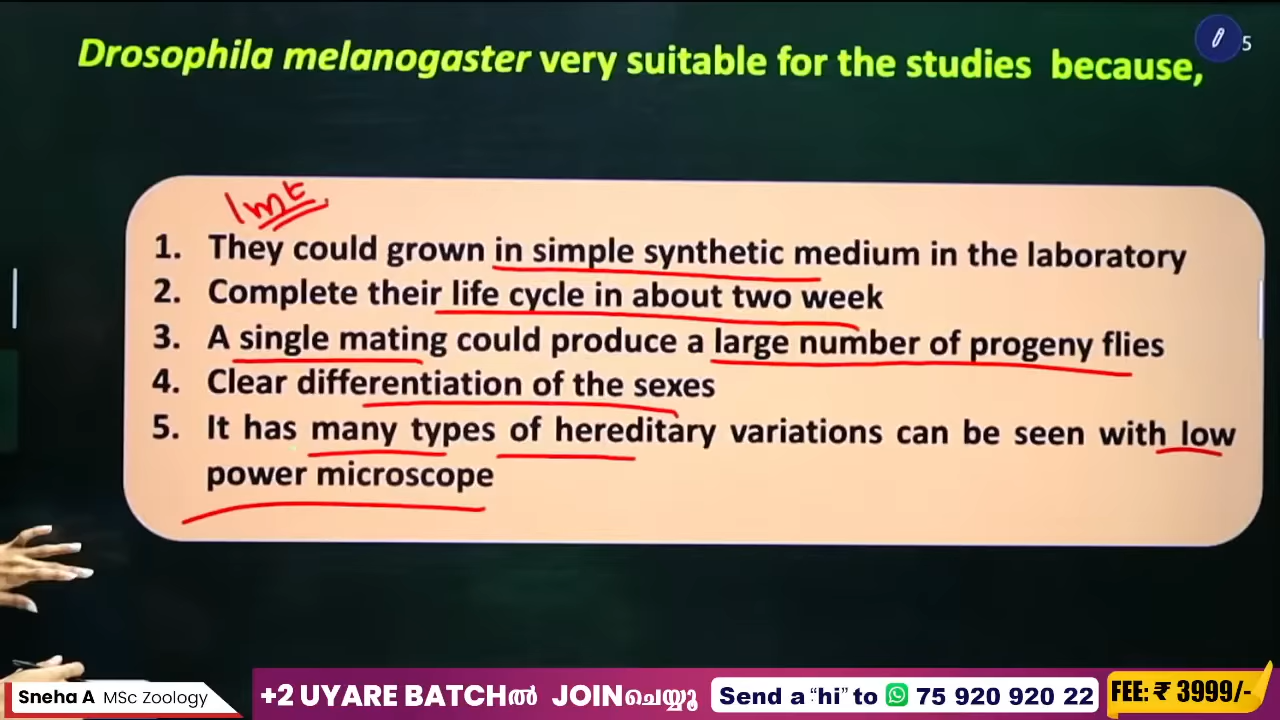 Drosophila melanogaster very suitable for the studies because,
5
Imt
1. They could grown in simple synthetic medium in the laboratory
2. Complete their life cycle in about two week
3. A single mating could produce a large number of progeny flies
4. Clear differentiation of the sexes
5. It has many types of hereditary variations can be seen with low
power microscope
Sneha A MSc Zoology
+2 UYARE BATCHൽ JOINചെയ്യൂ
Send a “hi” to 75 920 920 22
FEE: ₹ 3999/-